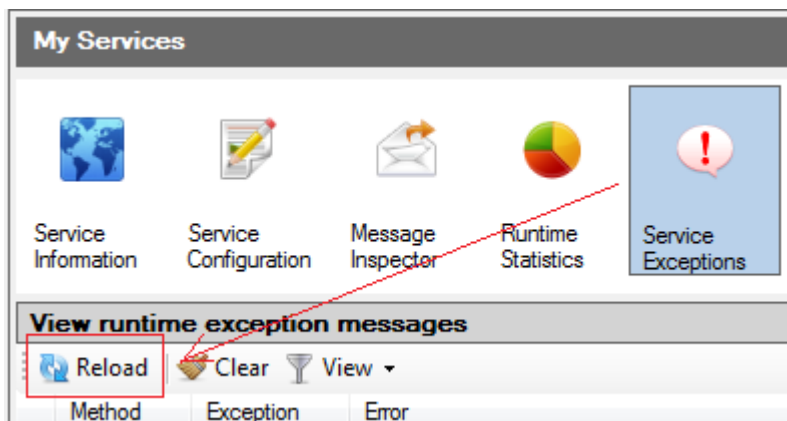 My Services
Service Information
Service Configuration
Message Inspector
Runtime Statistics
Service Exceptions
View runtime exception messages
Reload Clear View
Method Exception Error